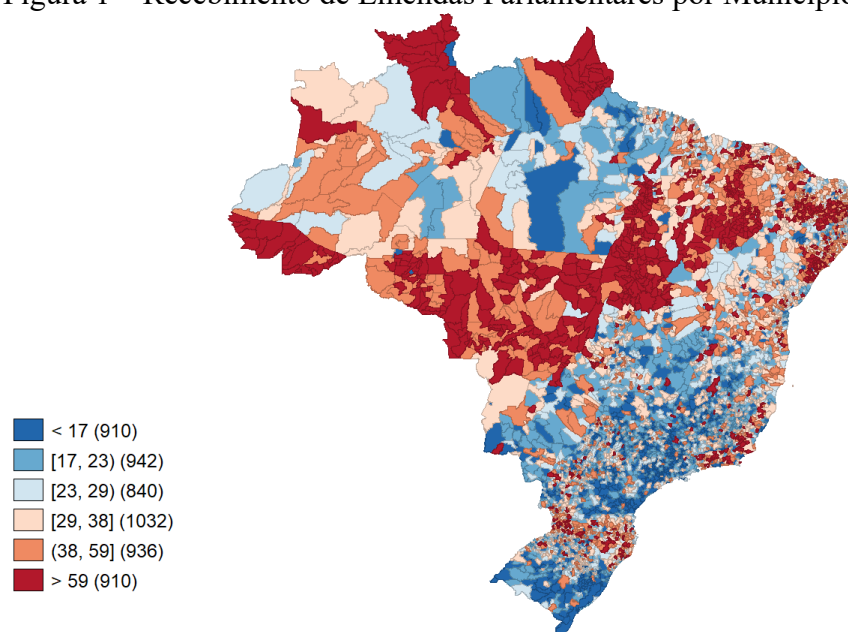 Figura 1 – Recebimento de Emendas Parlamentares por Município
< 17 (910)
[17, 23) (942)
[23, 29) (840)
[29, 38] (1032)
(38, 59] (936)
> 59 (910)